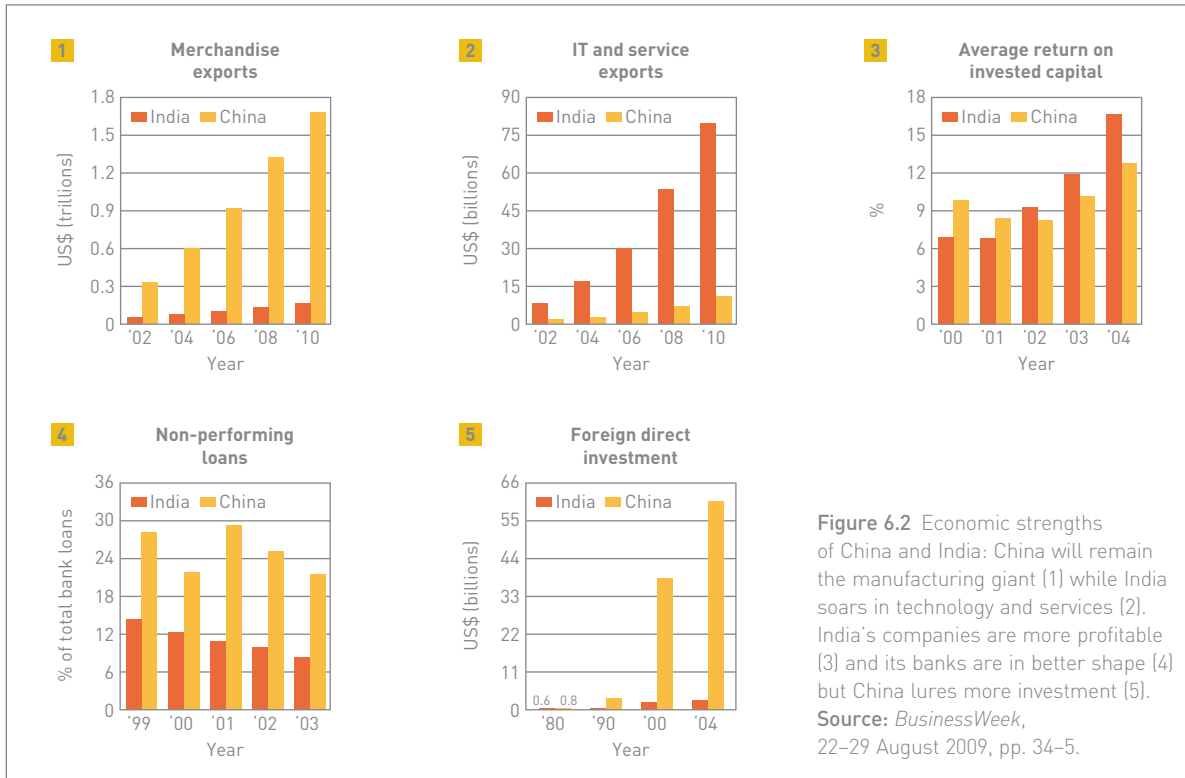 1
Merchandise
exports
US$ (trillions)
1.8
1.5
1.2
0.9
0.6
0.3
0
India China
'02 '04 '06 '08 '10
Year
2
IT and service
exports
US$ (billions)
90
75
60
45
30
15
0
India China
'02 '04 '06 '08 '10
Year
3
Average return on
invested capital
%
18
15
12
9
6
3
0
India China
'00 '01 '02 '03 '04
Year
4
Non-performing
loans
% of total bank loans
36
30
24
18
12
6
0
India China
'99 '00 '01 '02 '03
Year
5
Foreign direct
investment
US$ (billions)
66
55
44
33
22
11
0
India China
0.6 0.8
'80 '90 '00 '04
Year
Figure 6.2 Economic strengths
of China and India: China will remain
the manufacturing giant (1) while India
soars in technology and services (2).
India's companies are more profitable
(3) and its banks are in better shape (4)
but China lures more investment (5).
Source: BusinessWeek,
22–29 August 2009, pp. 34–5.